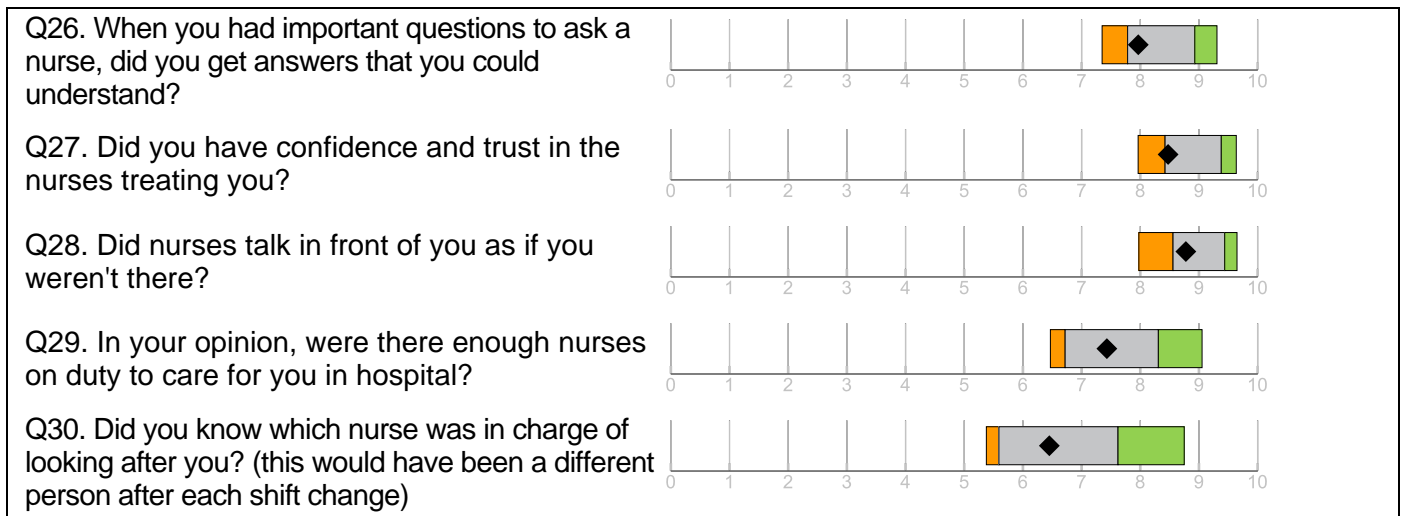 Q26. When you had important questions to ask a
nurse, did you get answers that you could
understand?
0 1 2 3 4 5 6 7 8 9 10
Q27. Did you have confidence and trust in the
nurses treating you?
0 1 2 3 4 5 6 7 8 9 10
Q28. Did nurses talk in front of you as if you
weren't there?
0 1 2 3 4 5 6 7 8 9 10
Q29. In your opinion, were there enough nurses
on duty to care for you in hospital?
0 1 2 3 4 5 6 7 8 9 10
Q30. Did you know which nurse was in charge of
looking after you? (this would have been a different
person after each shift change)
0 1 2 3 4 5 6 7 8 9 10